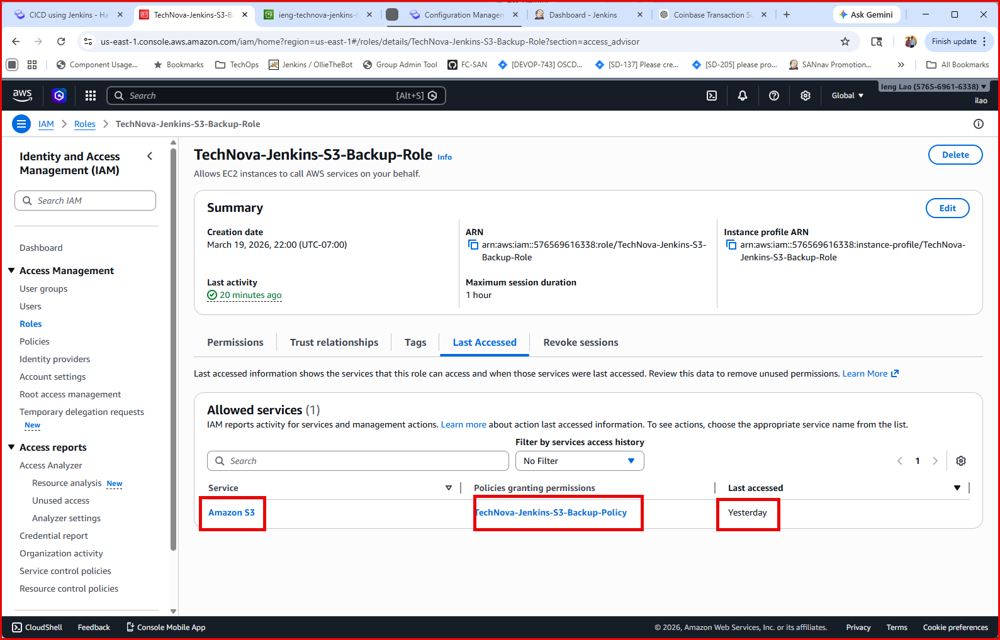 CICD using Jenkins - Ha
TechNova-Jenkins-S3-Ba
ieng-technova-jenkins-b
Configuration Managem
Dashboard - Jenkins
Coinbase Transaction Su
Ask Gemini
us-east-1.console.aws.amazon.com/iam/home?region=us-east-1#/roles/details/TechNova-Jenkins-S3-Backup-Role?section=access_advisor
Finish update
Component Usage...
Bookmarks
TechOps
Jenkins / OllieTheBot
Group Admin Tool
FC-SAN
[DEVOP-743] OSCD...
[SD-137] Please cre...
[SD-205] please pro...
SANnav Promotion...
»
All Bookmarks
aws
Search
[Alt+S]
Global
Ieng Lao (5765-6961-6338)
ilao
IAM
Roles
TechNova-Jenkins-S3-Backup-Role
Identity and Access
Management (IAM)
Search IAM
Dashboard
Access Management
User groups
Users
Roles
Policies
Identity providers
Account settings
Root access management
Temporary delegation requests
New
Access reports
Access Analyzer
Resource analysis New
Unused access
Analyzer settings
Credential report
Organization activity
Service control policies
Resource control policies
TechNova-Jenkins-S3-Backup-Role Info
Delete
Allows EC2 instances to call AWS services on your behalf.
Summary
Edit
Creation date
March 19, 2026, 22:00 (UTC-07:00)
Last activity
20 minutes ago
ARN
arn:aws:iam::576569616338:role/TechNova-Jenkins-S3-
Backup-Role
Maximum session duration
1 hour
Instance profile ARN
arn:aws:iam::576569616338:instance-profile/TechNova-
Jenkins-S3-Backup-Role
Permissions
Trust relationships
Tags
Last Accessed
Revoke sessions
Last accessed information shows the services that this role can access and when those services were last accessed. Review this data to remove unused permissions. Learn More
Allowed services (1)
IAM reports activity for services and management actions. Learn more about action last accessed information. To see actions, choose the appropriate service name from the list.
Filter by services access history
Search
No Filter
1
Service
Policies granting permissions
Last accessed
Amazon S3
TechNova-Jenkins-S3-Backup-Policy
Yesterday
CloudShell
Feedback
Console Mobile App
© 2026, Amazon Web Services, Inc. or its affiliates.
Privacy
Terms
Cookie preferences